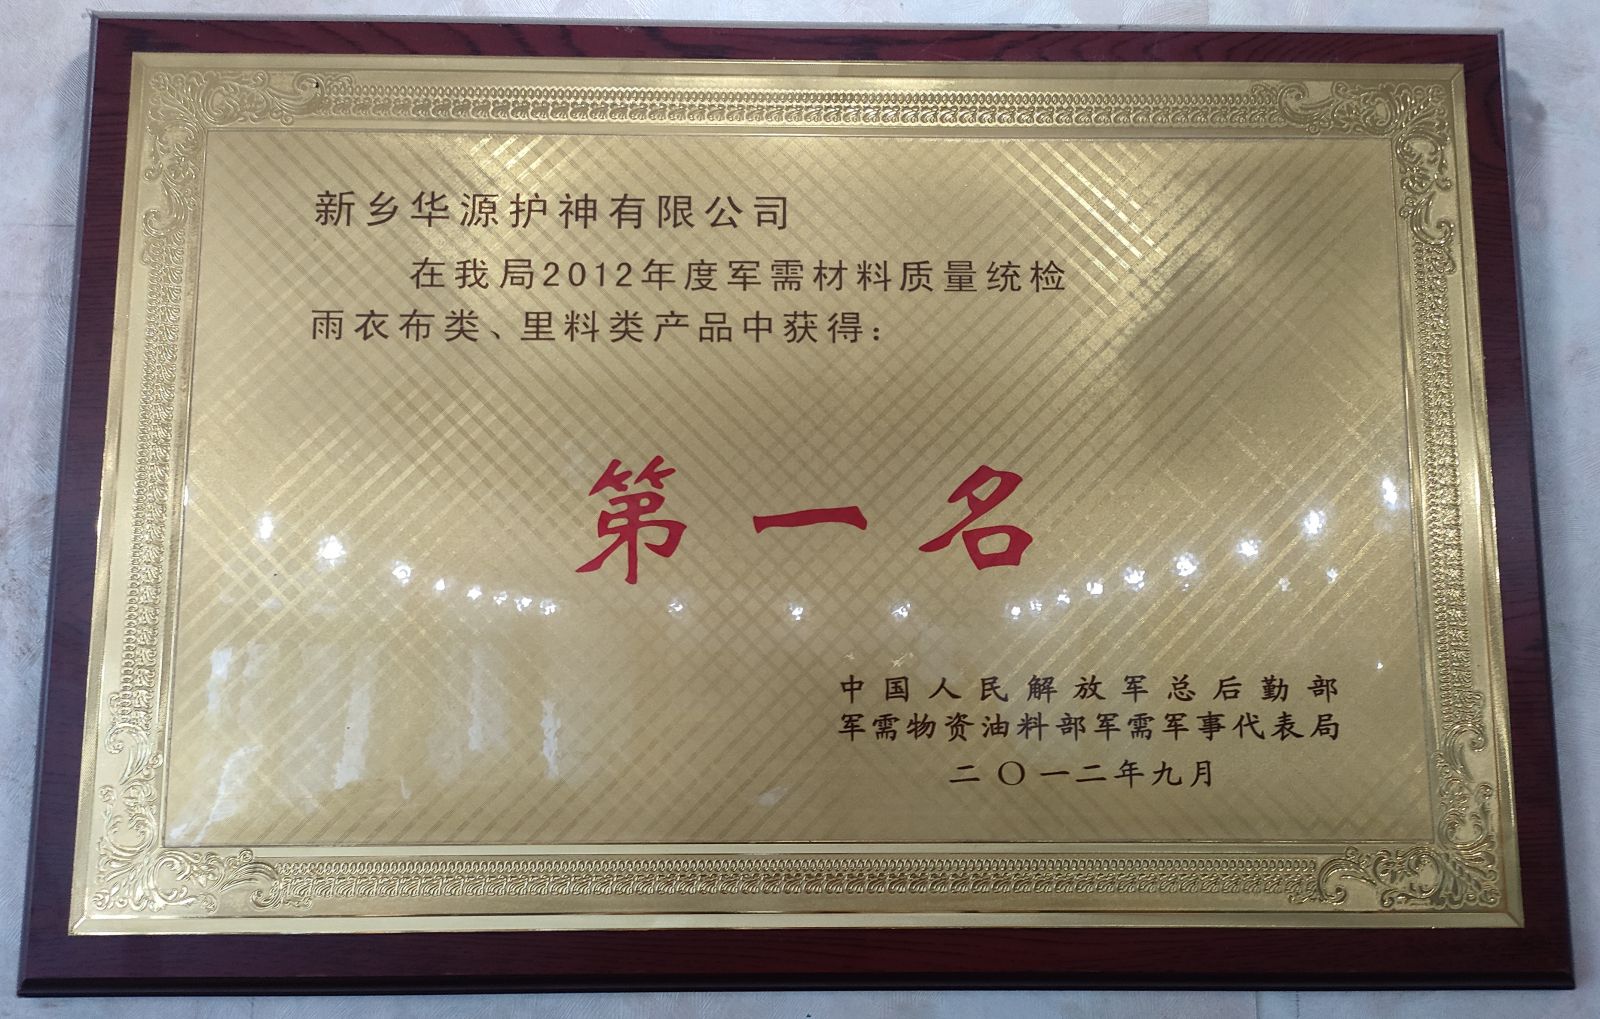 新乡华源护神有限公司
在我局2012年度军需材料质量统检
雨衣布类、里料类产品中获得：
第一名
中国人民解放军总后勤部
军需物资油料部军需军事代表局
二〇一二年九月